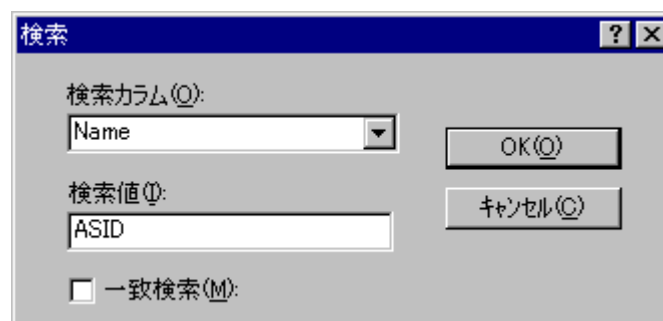 検索
検索カラム(O):
Name
OK(O)
検索値(I):
キャンセル(C)
ASID
一致検索(M):